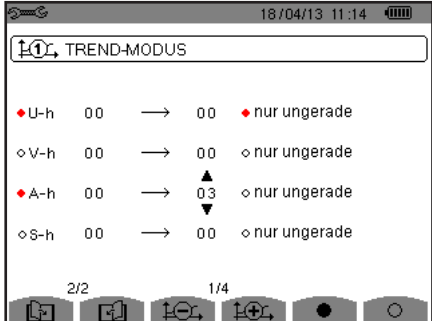 18/04/13 11:14
1 TREND-MODUS
U-h 00 → 00 nur ungerade
V-h 00 → 00 nur ungerade
A-h 00 → 03 nur ungerade
S-h 00 → 00 nur ungerade
2/2 1/4